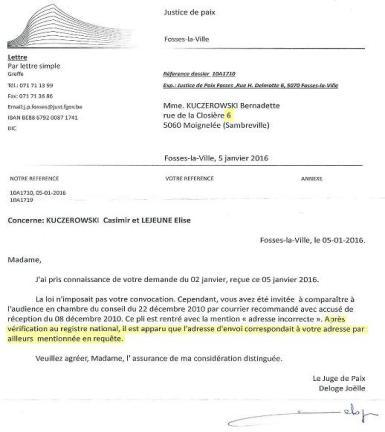 Justice de paix
Fosses-la-Ville
Lettre
Par lettre simple
Greffe
Tél: 071 71 13 99
Fax: 071 71 36 86
Email:j.p.fosses@just.fgov.be
IBAN BE88 6792 0087 1741
BIC
Référence dossier 10A1710
Exp.: Justice de Paix Fosses ,Rue H. Delmotte 6, 5070 Fosses-la-Ville
Mme. KUCZEROWSKI Bernadette
rue de la Closière 6
5060 Moignelée (Sambreville)
Fosses-la-Ville, 5 janvier 2016
NOTRE REFERENCE VOTRE REFERENCE ANNEXE
10A1710, 05-01-2016
10A1719
Concerne: KUCZEROWSKI Casimir et LEJEUNE Elise
Fosses-la-Ville, le 05-01-2016.
Madame,
J'ai pris connaissance de votre demande du 02 janvier, reçue ce 05 janvier 2016.
La loi n'imposait pas votre convocation. Cependant, vous avez été invitée à comparaître à
l'audience en chambre du conseil du 22 décembre 2010 par courrier recommandé avec accusé de
réception du 08 décembre 2010. Ce pli est rentré avec la mention « adresse incorrecte ». Après
vérification au registre national, il est apparu que l'adresse d'envoi correspondait à votre adresse par
ailleurs mentionnée en requête.
Veuillez agréer, Madame, l' assurance de ma considération distinguée.
Le Juge de Paix
Deloge Joëlle